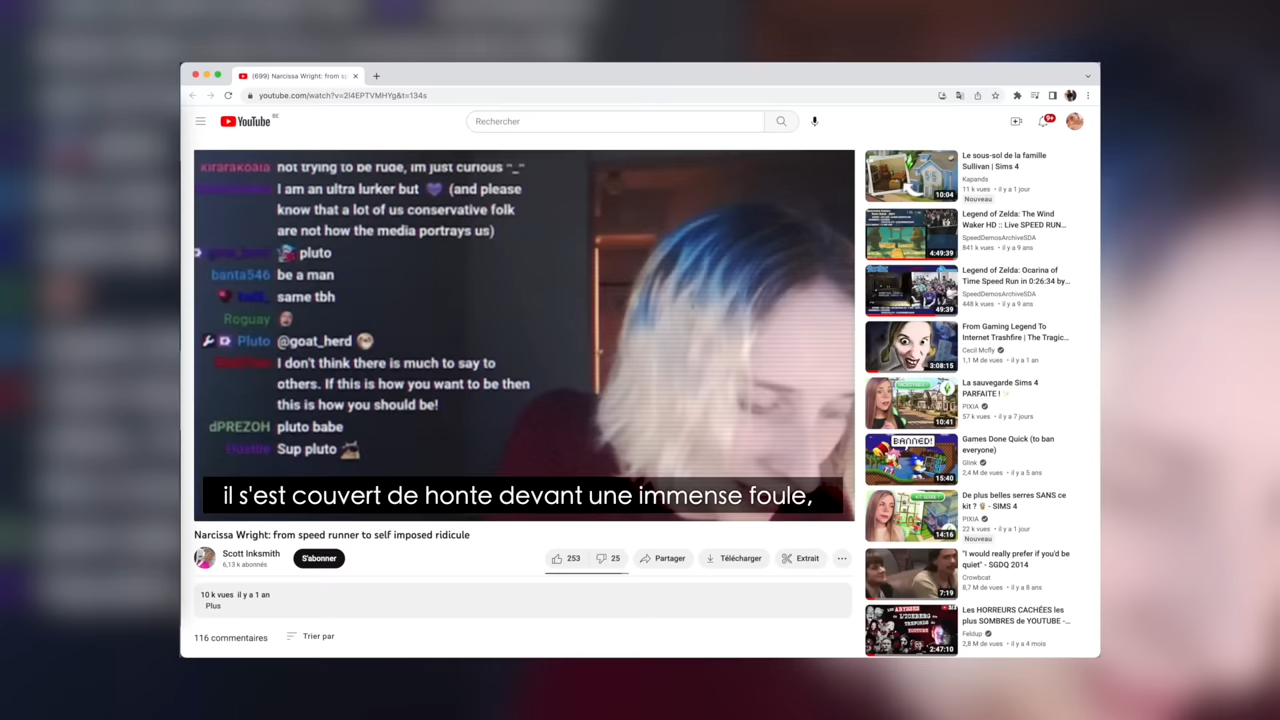 (699) Narcissa Wright: from sp
youtube.com/watch?v=2l4EPTVMHYg&t=134s
YouTube BE
Rechercher
9+
kirarakoala not trying to be rude, im just curious ^_^
I am an ultra lurker but 💜 (and please
know that a lot of us conservative folk
are not how the media portrays us)
pluto
banta546 be a man
same tbh
Roguay
Pluto @goat_herd
I don't think there is much to say to
others. If this is how you want to be then
this is how you should be!
dPREZOH pluto babe
Sup pluto
il s'est couvert de honte devant une immense foule,
Narcissa Wright: from speed runner to self imposed ridicule
Scott Inksmith
6,13 k abonnés
S'abonner
253
25
Partager
Télécharger
Extrait
10 k vues il y a 1 an
Plus
116 commentaires
Trier par
10:04
Le sous-sol de la famille
Sullivan | Sims 4
Kapands
11 k vues • il y a 1 jour
Nouveau
4:49:39
Legend of Zelda: The Wind
Waker HD :: Live SPEED RUN...
SpeedDemosArchiveSDA
841 k vues • il y a 9 ans
49:39
Legend of Zelda: Ocarina of
Time Speed Run in 0:26:34 by...
SpeedDemosArchiveSDA
448 k vues • il y a 9 ans
3:08:15
From Gaming Legend To
Internet Trashfire | The Tragic...
Cecil Mcfly
1,1 M de vues • il y a 1 an
10:41
La sauvegarde Sims 4
PARFAITE ! ✨
PIXIA
57 k vues • il y a 7 jours
BANNED!
15:40
Games Done Quick (to ban
everyone)
Glink
2,4 M de vues • il y a 5 ans
14:16
De plus belles serres SANS ce
kit ? 🪴 - SIMS 4
PIXIA
22 k vues • il y a 1 jour
Nouveau
7:19
"I would really prefer if you'd be
quiet" - SGDQ 2014
Crowbcat
8,7 M de vues • il y a 8 ans
LES ABYSSES
DE L'ICEBERG
DES TREFONDS
DE YOUTUBE
3/3
2:47:10
Les HORREURS CACHÉES les
plus SOMBRES de YOUTUBE -...
Feldup
2,8 M de vues • il y a 4 mois